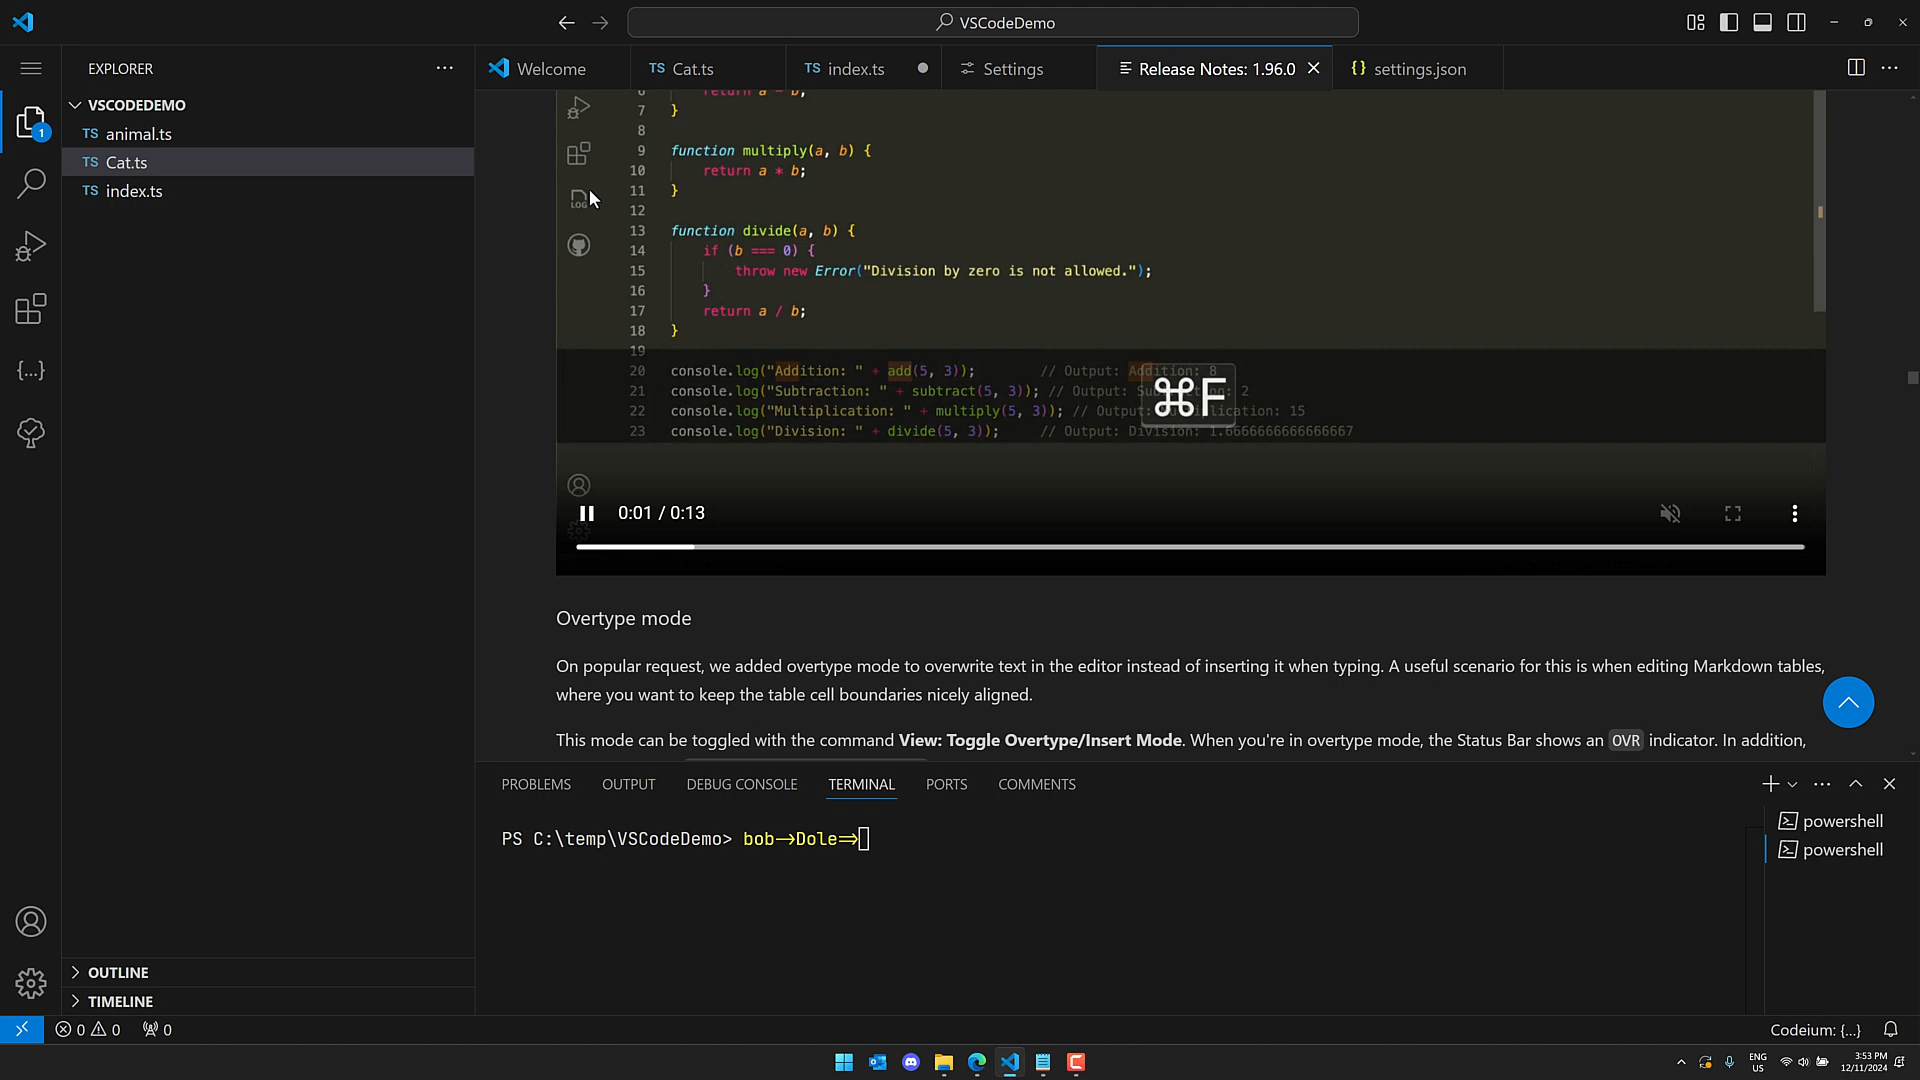 VSCodeDemo
EXPLORER
VSCODEDEMO
TS animal.ts
TS Cat.ts
TS index.ts
1
OUTLINE
TIMELINE
Welcome
TS Cat.ts
TS index.ts
Settings
Release Notes: 1.96.0
{} settings.json
6 return a - b;
7 }
8
9 function multiply(a, b) {
10 return a * b;
11 }
12
13 function divide(a, b) {
14 if (b === 0) {
15 throw new Error("Division by zero is not allowed.");
16 }
17 return a / b;
18 }
19
20 console.log("Addition: " + add(5, 3)); // Output: Addition: 8
21 console.log("Subtraction: " + subtract(5, 3)); // Output: Subtraction: 2
22 console.log("Multiplication: " + multiply(5, 3)); // Output: Multiplication: 15
23 console.log("Division: " + divide(5, 3)); // Output: Division: 1.6666666666666667
LOG
⌘F
0:01 / 0:13
Overtype mode
On popular request, we added overtype mode to overwrite text in the editor instead of inserting it when typing. A useful scenario for this is when editing Markdown tables,
where you want to keep the table cell boundaries nicely aligned.
This mode can be toggled with the command View: Toggle Overtype/Insert Mode. When you're in overtype mode, the Status Bar shows an OVR indicator. In addition,
PROBLEMS OUTPUT DEBUG CONSOLE TERMINAL PORTS COMMENTS
PS C:\temp\VSCodeDemo> bob->Dole=>
powershell
powershell
0 0 0
Codeium: {...}
ENG
US
3:53 PM
12/11/2024